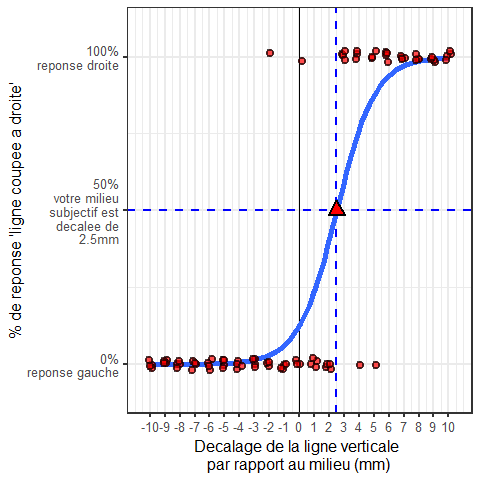 % de reponse 'ligne coupee a droite'
100%
reponse droite
50%
votre milieu
subjectif est
decalee de
2.5mm
0%
reponse gauche
-10 -9 -8 -7 -6 -5 -4 -3 -2 -1 0 1 2 3 4 5 6 7 8 9 10
Decalage de la ligne verticale
par rapport au milieu (mm)